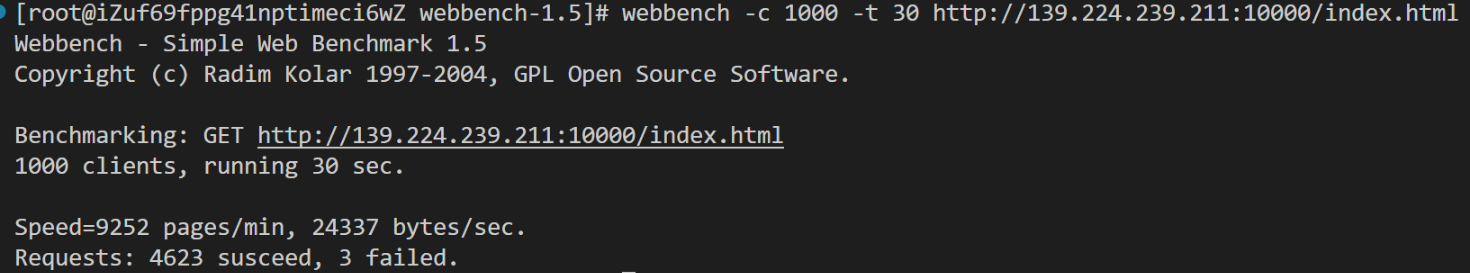 [root@iZuf69fppg41nptimeci6wZ webbench-1.5]# webbench -c 1000 -t 30 http://139.224.239.211:10000/index.html
Webbench - Simple Web Benchmark 1.5
Copyright (c) Radim Kolar 1997-2004, GPL Open Source Software.
Benchmarking: GET http://139.224.239.211:10000/index.html
1000 clients, running 30 sec.
Speed=9252 pages/min, 24337 bytes/sec.
Requests: 4623 susceed, 3 failed.